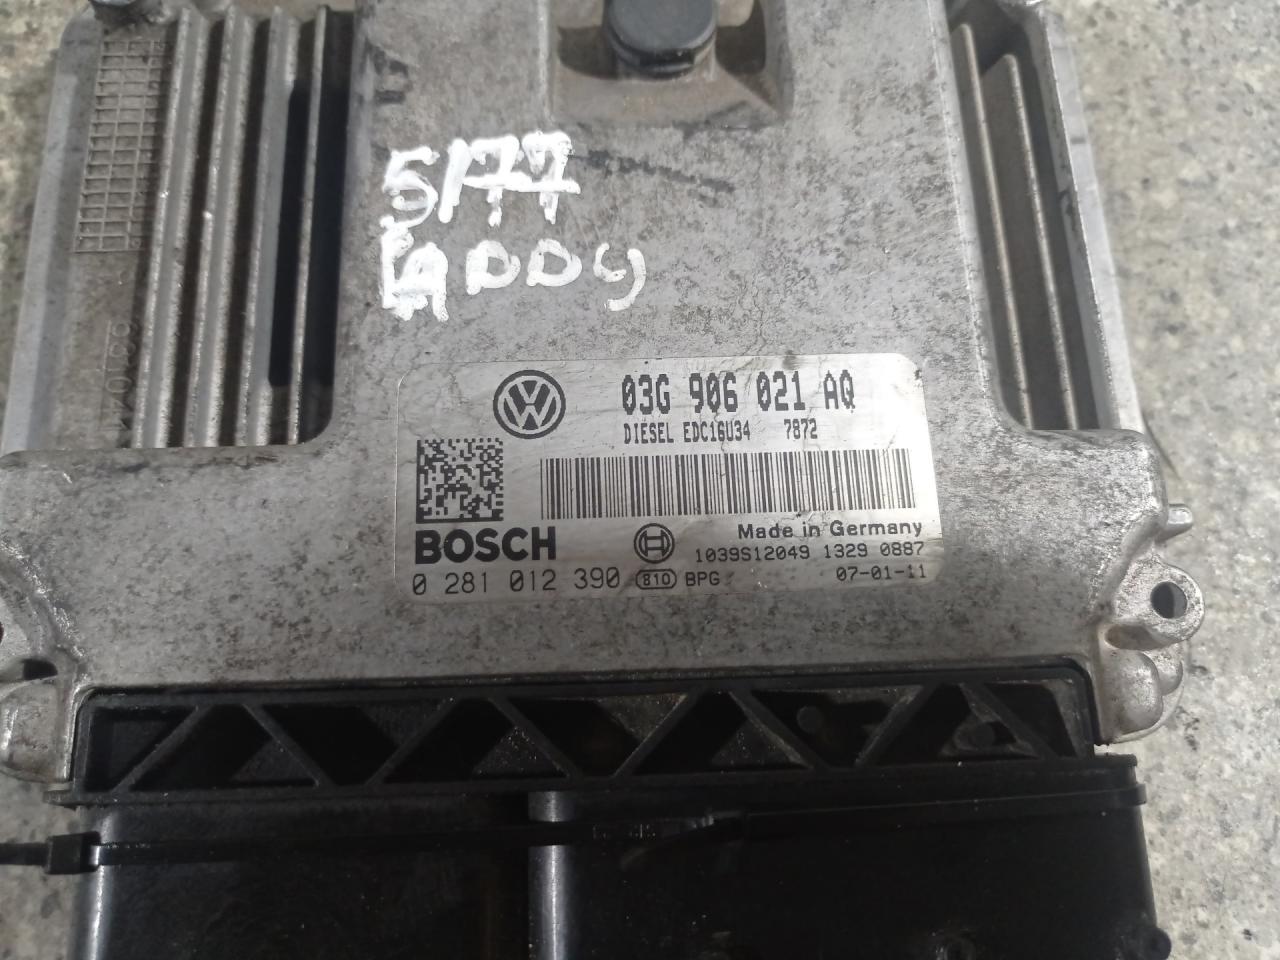 5177
CADDY
03G 906 021 AQ
DIESEL EDC16U34 7872
BOSCH
Made in Germany
1039S12049 1329 0887
0 281 012 390 810 BPG
07-01-11